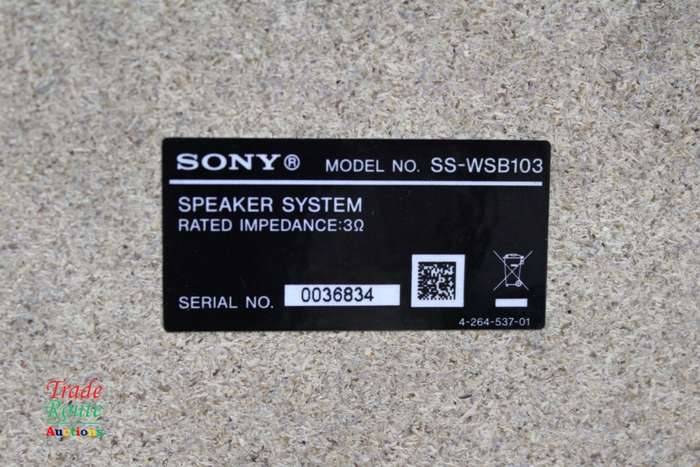 SONY® MODEL NO. SS-WSB103
SPEAKER SYSTEM
RATED IMPEDANCE:3Ω
SERIAL NO. 0036834
4-264-537-01
Trade
Route
Auctions